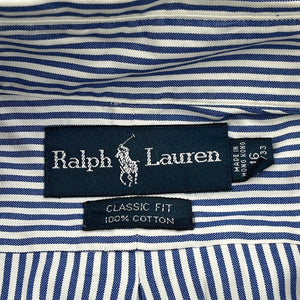 Ralph Lauren
MADE IN
HONG KONG
16
/33
CLASSIC FIT
100% COTTON